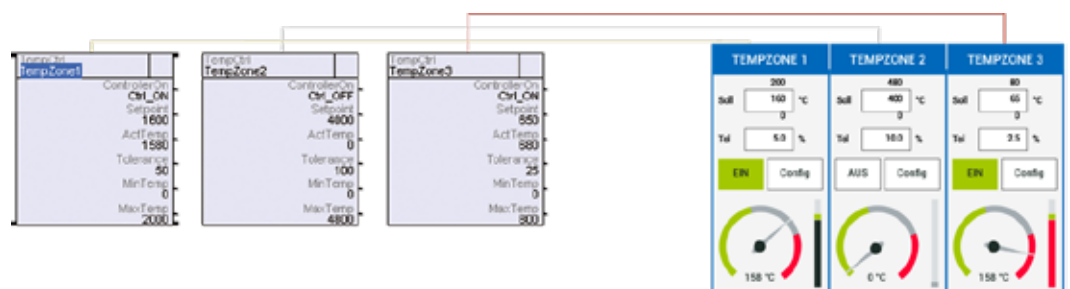 TempCtrl
TempZone1
ControllerOn
Ctrl_ON
Setpoint
1600
ActTemp
1580
Tolerance
50
MinTemp
0
MaxTemp
2000
TempCtrl
TempZone2
ControllerOn
Ctrl_OFF
Setpoint
4000
ActTemp
0
Tolerance
100
MinTemp
0
MaxTemp
4800
TempCtrl
TempZone3
ControllerOn
Ctrl_ON
Setpoint
650
ActTemp
680
Tolerance
25
MinTemp
0
MaxTemp
800
TEMPZONE 1
200
Soll 160 °C
0
Tol 5.0 %
EIN Config
158 °C
TEMPZONE 2
480
Soll 400 °C
0
Tol 10.0 %
AUS Config
0 °C
TEMPZONE 3
80
Soll 65 °C
0
Tol 2.5 %
EIN Config
158 °C